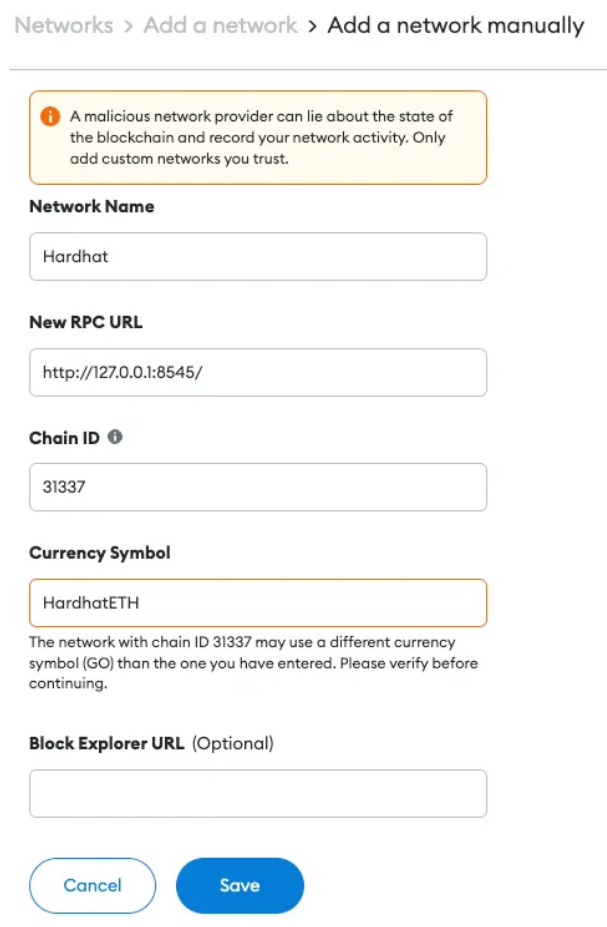 Networks > Add a network > Add a network manually
A malicious network provider can lie about the state of
the blockchain and record your network activity. Only
add custom networks you trust.
Network Name
Hardhat
New RPC URL
http://127.0.0.1:8545/
Chain ID
31337
Currency Symbol
HardhatETH
The network with chain ID 31337 may use a different currency
symbol (GO) than the one you have entered. Please verify before
continuing.
Block Explorer URL (Optional)
Cancel Save